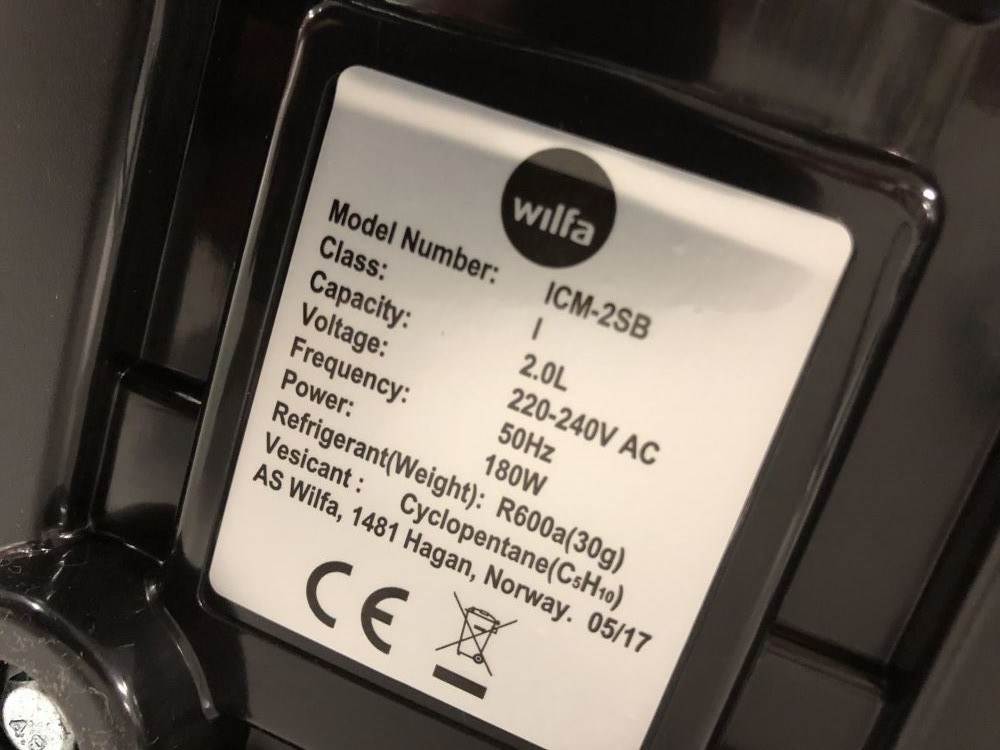 wilfa
Model Number: ICM-2SB
Class: I
Capacity: 2.0L
Voltage: 220-240V AC
Frequency: 50Hz
Power: 180W
Refrigerant(Weight): R600a(30g)
Vesicant : Cyclopentane(C₅H₁₀)
AS Wilfa, 1481 Hagan, Norway. 05/17
CE